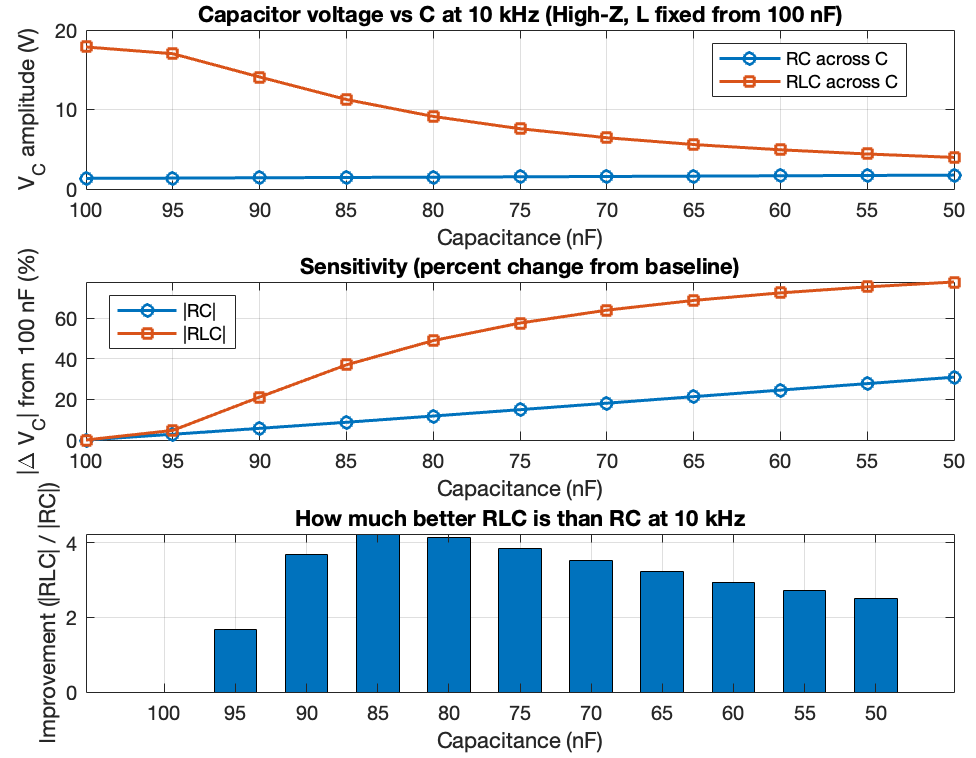 Capacitor voltage vs C at 10 kHz (High-Z, L fixed from 100 nF)
V_C amplitude (V)
20
10
0
RC across C
RLC across C
100 95 90 85 80 75 70 65 60 55 50
Capacitance (nF)
Sensitivity (percent change from baseline)
|Δ V_C| from 100 nF (%)
60
40
20
0
|RC|
|RLC|
100 95 90 85 80 75 70 65 60 55 50
Capacitance (nF)
How much better RLC is than RC at 10 kHz
Improvement (|RLC| / |RC|)
4
2
0
100 95 90 85 80 75 70 65 60 55 50
Capacitance (nF)